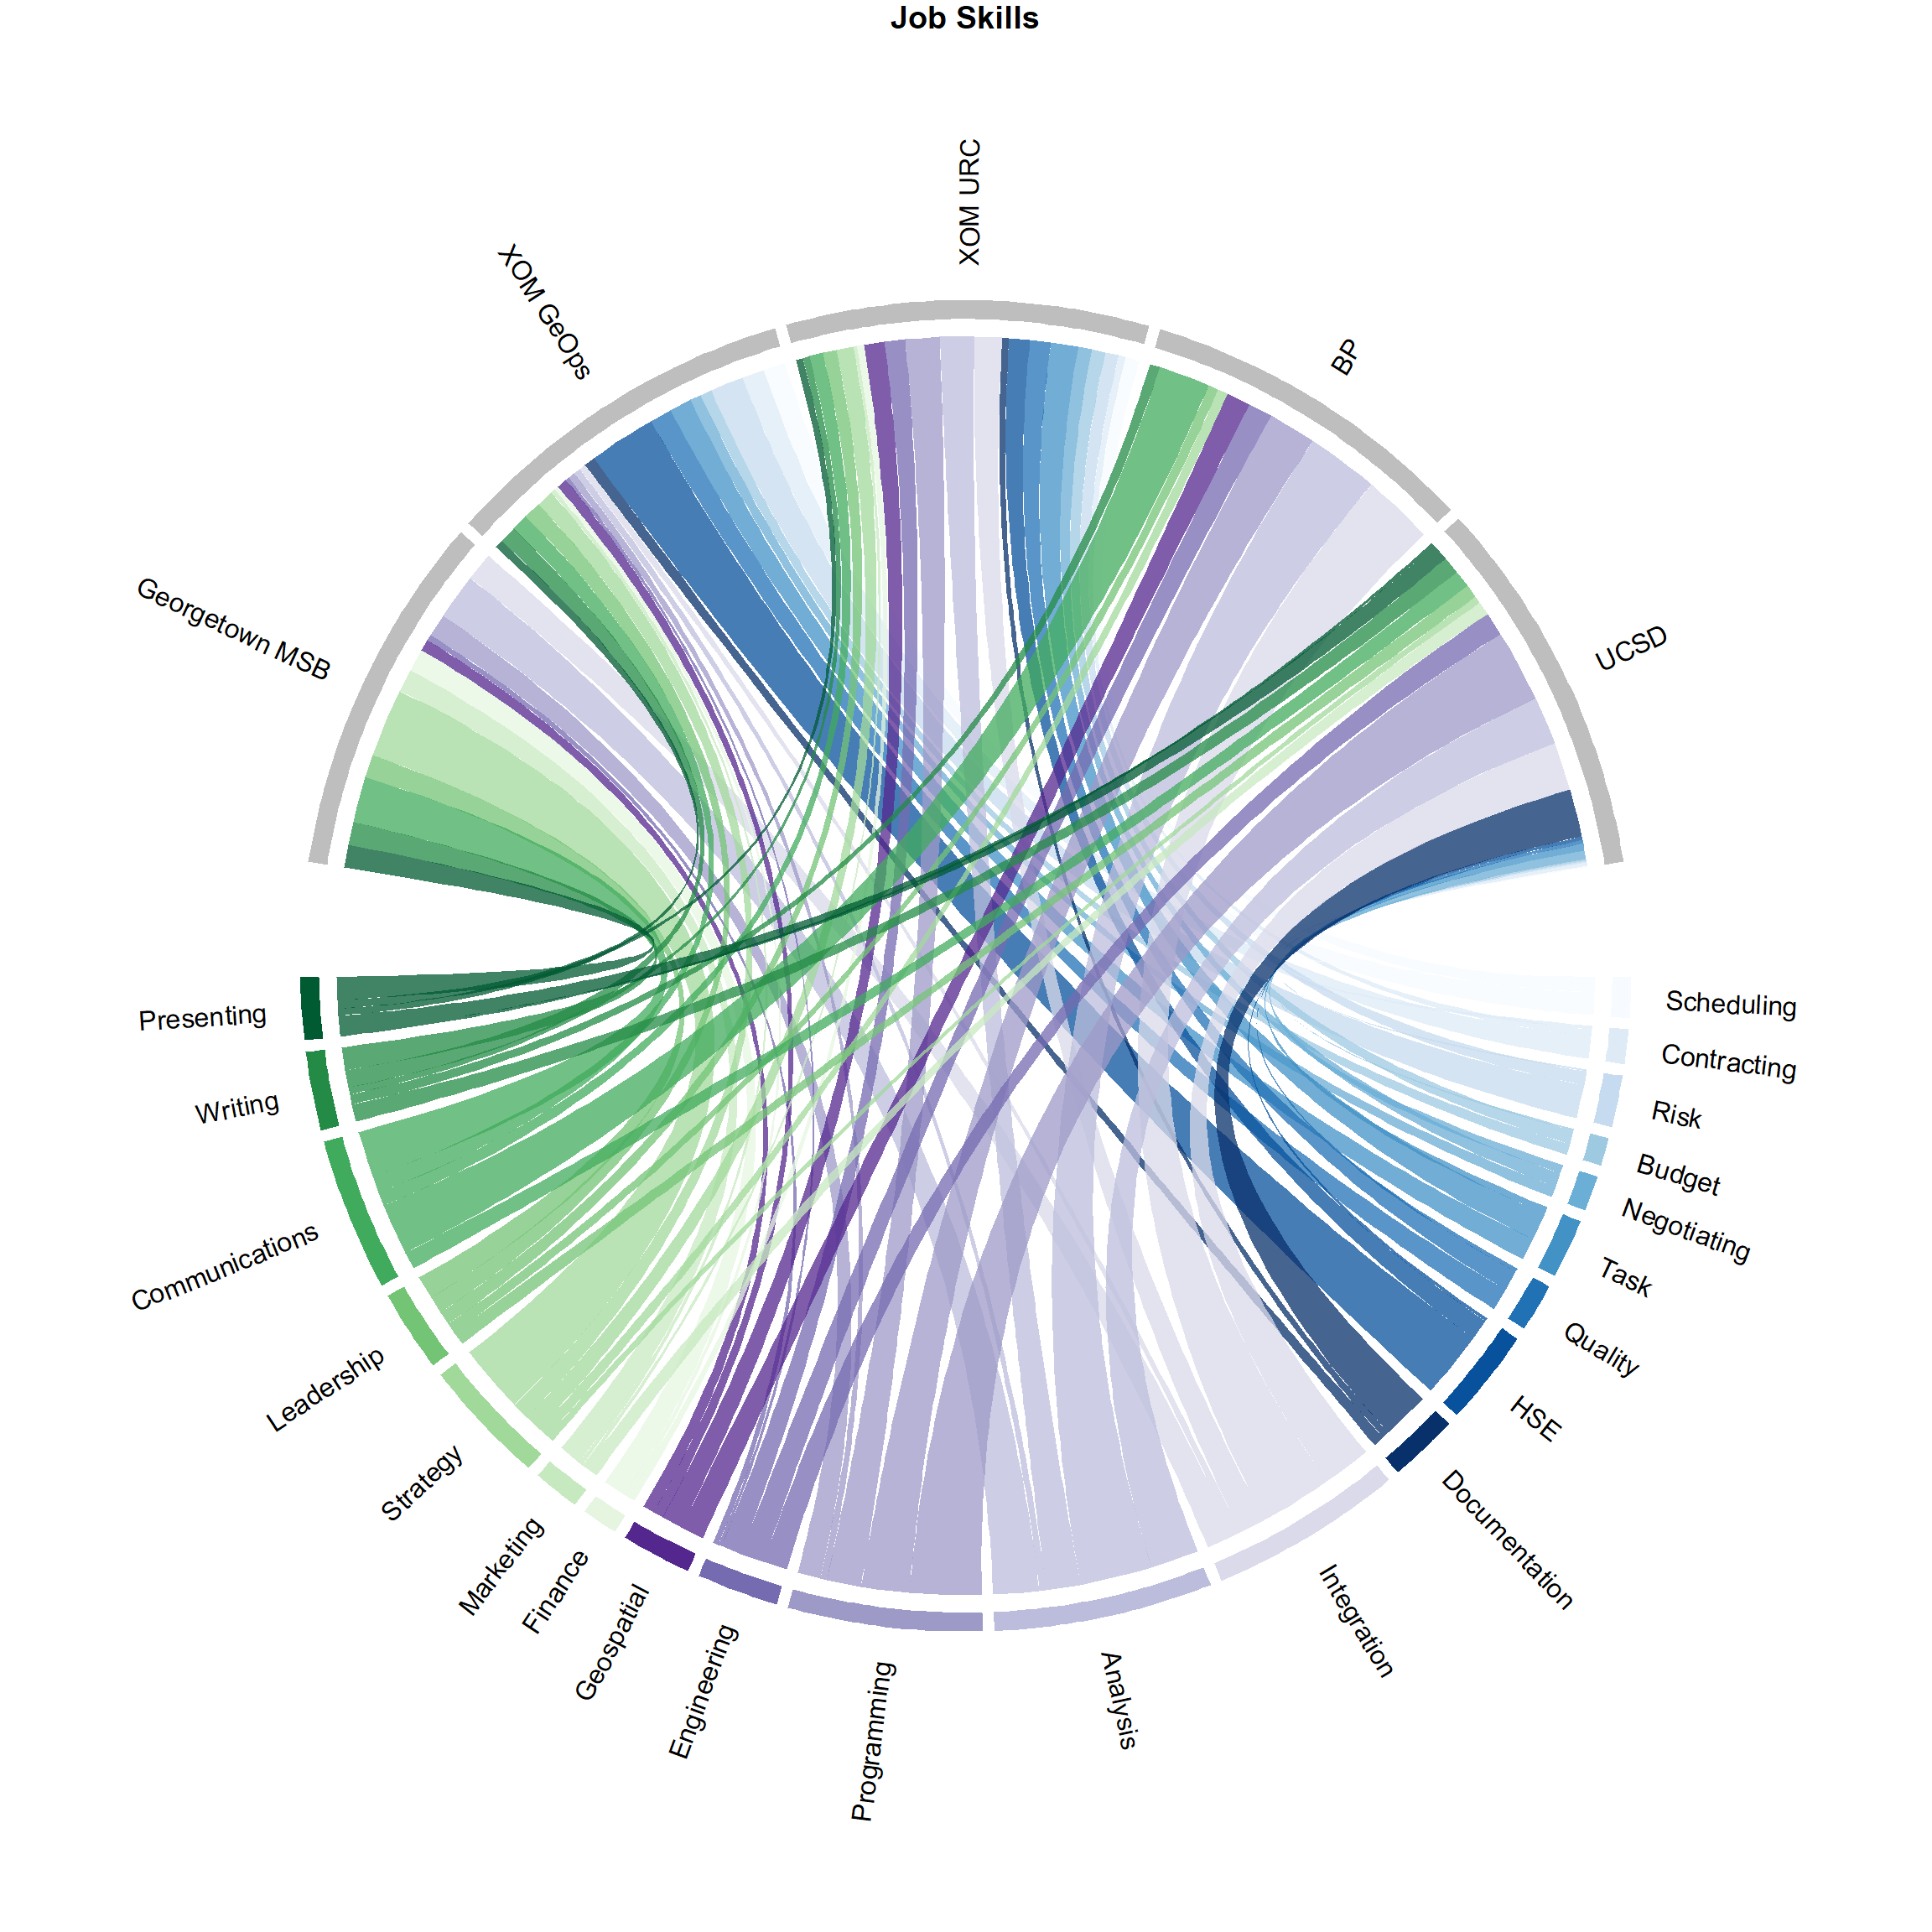 Job Skills
Georgetown MSB
XOM GeOps
XOM URC
BP
UCSD
Scheduling
Contracting
Risk
Budget
Negotiating
Task
Quality
HSE
Documentation
Integration
Analysis
Programming
Engineering
Geospatial
Finance
Marketing
Strategy
Leadership
Communications
Writing
Presenting